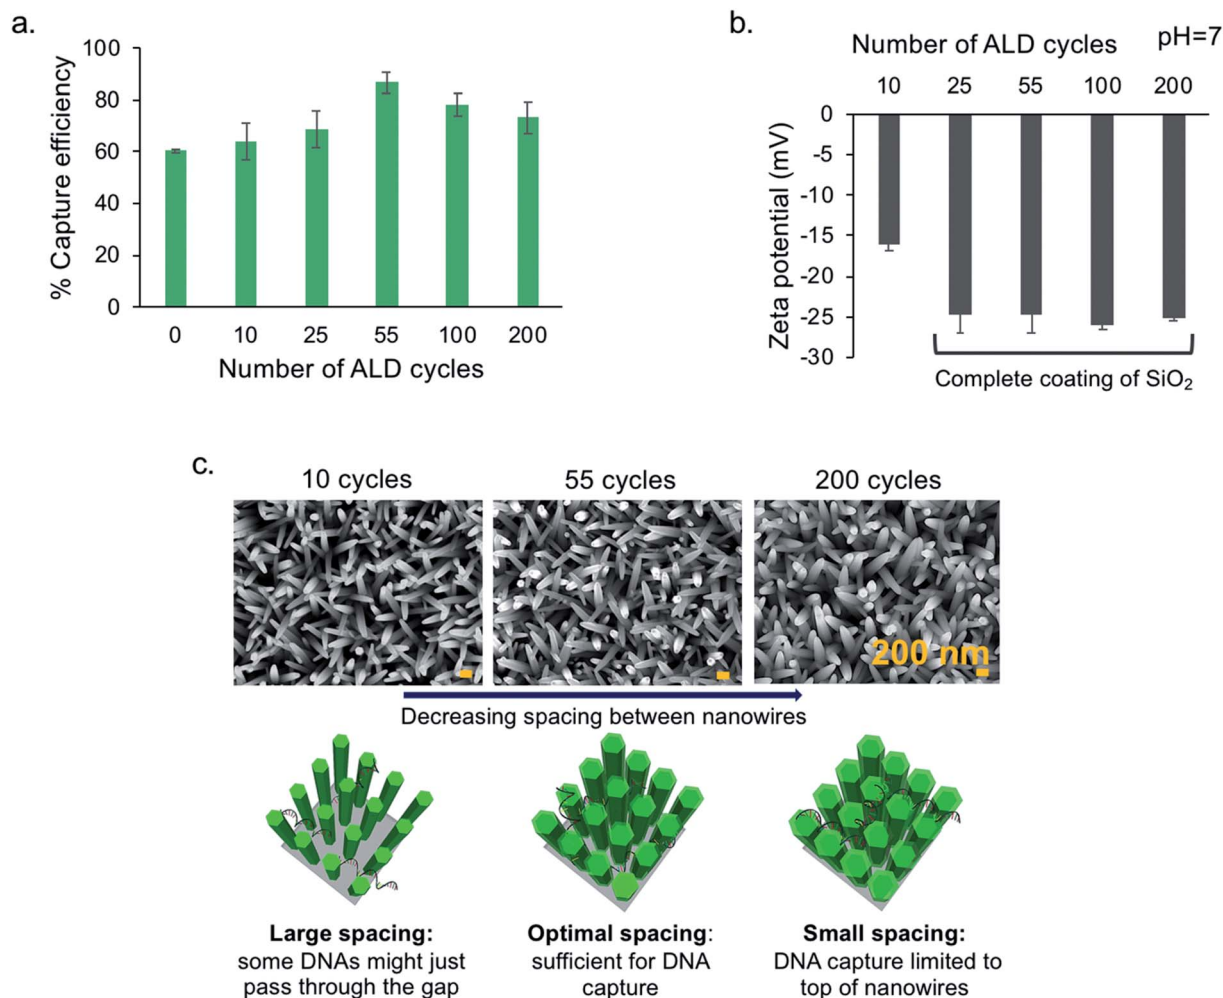 a.
% Capture efficiency
100
80
60
40
20
0
0 10 25 55 100 200
Number of ALD cycles
b.
Number of ALD cycles pH=7
10 25 55 100 200
Zeta potential (mV)
0
-5
-10
-15
-20
-25
-30
Complete coating of SiO₂
c.
10 cycles 55 cycles 200 cycles
200 nm
Decreasing spacing between nanowires
Large spacing:
some DNAs might just
pass through the gap
Optimal spacing:
sufficient for DNA
capture
Small spacing:
DNA capture limited to
top of nanowires